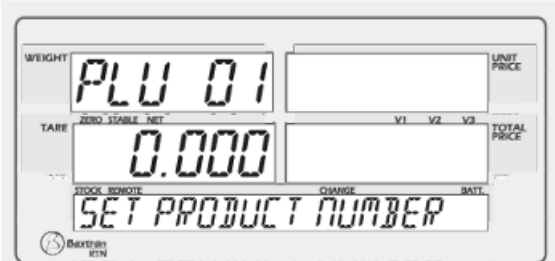 WEIGHT PLU 01 UNIT PRICE
ZERO STABLE NET V1 V2 V3
TARE 0.000 TOTAL PRICE
STOCK REMOTE CHANGE BATT.
SET PRODUCT NUMBER
Baxtran
RTN